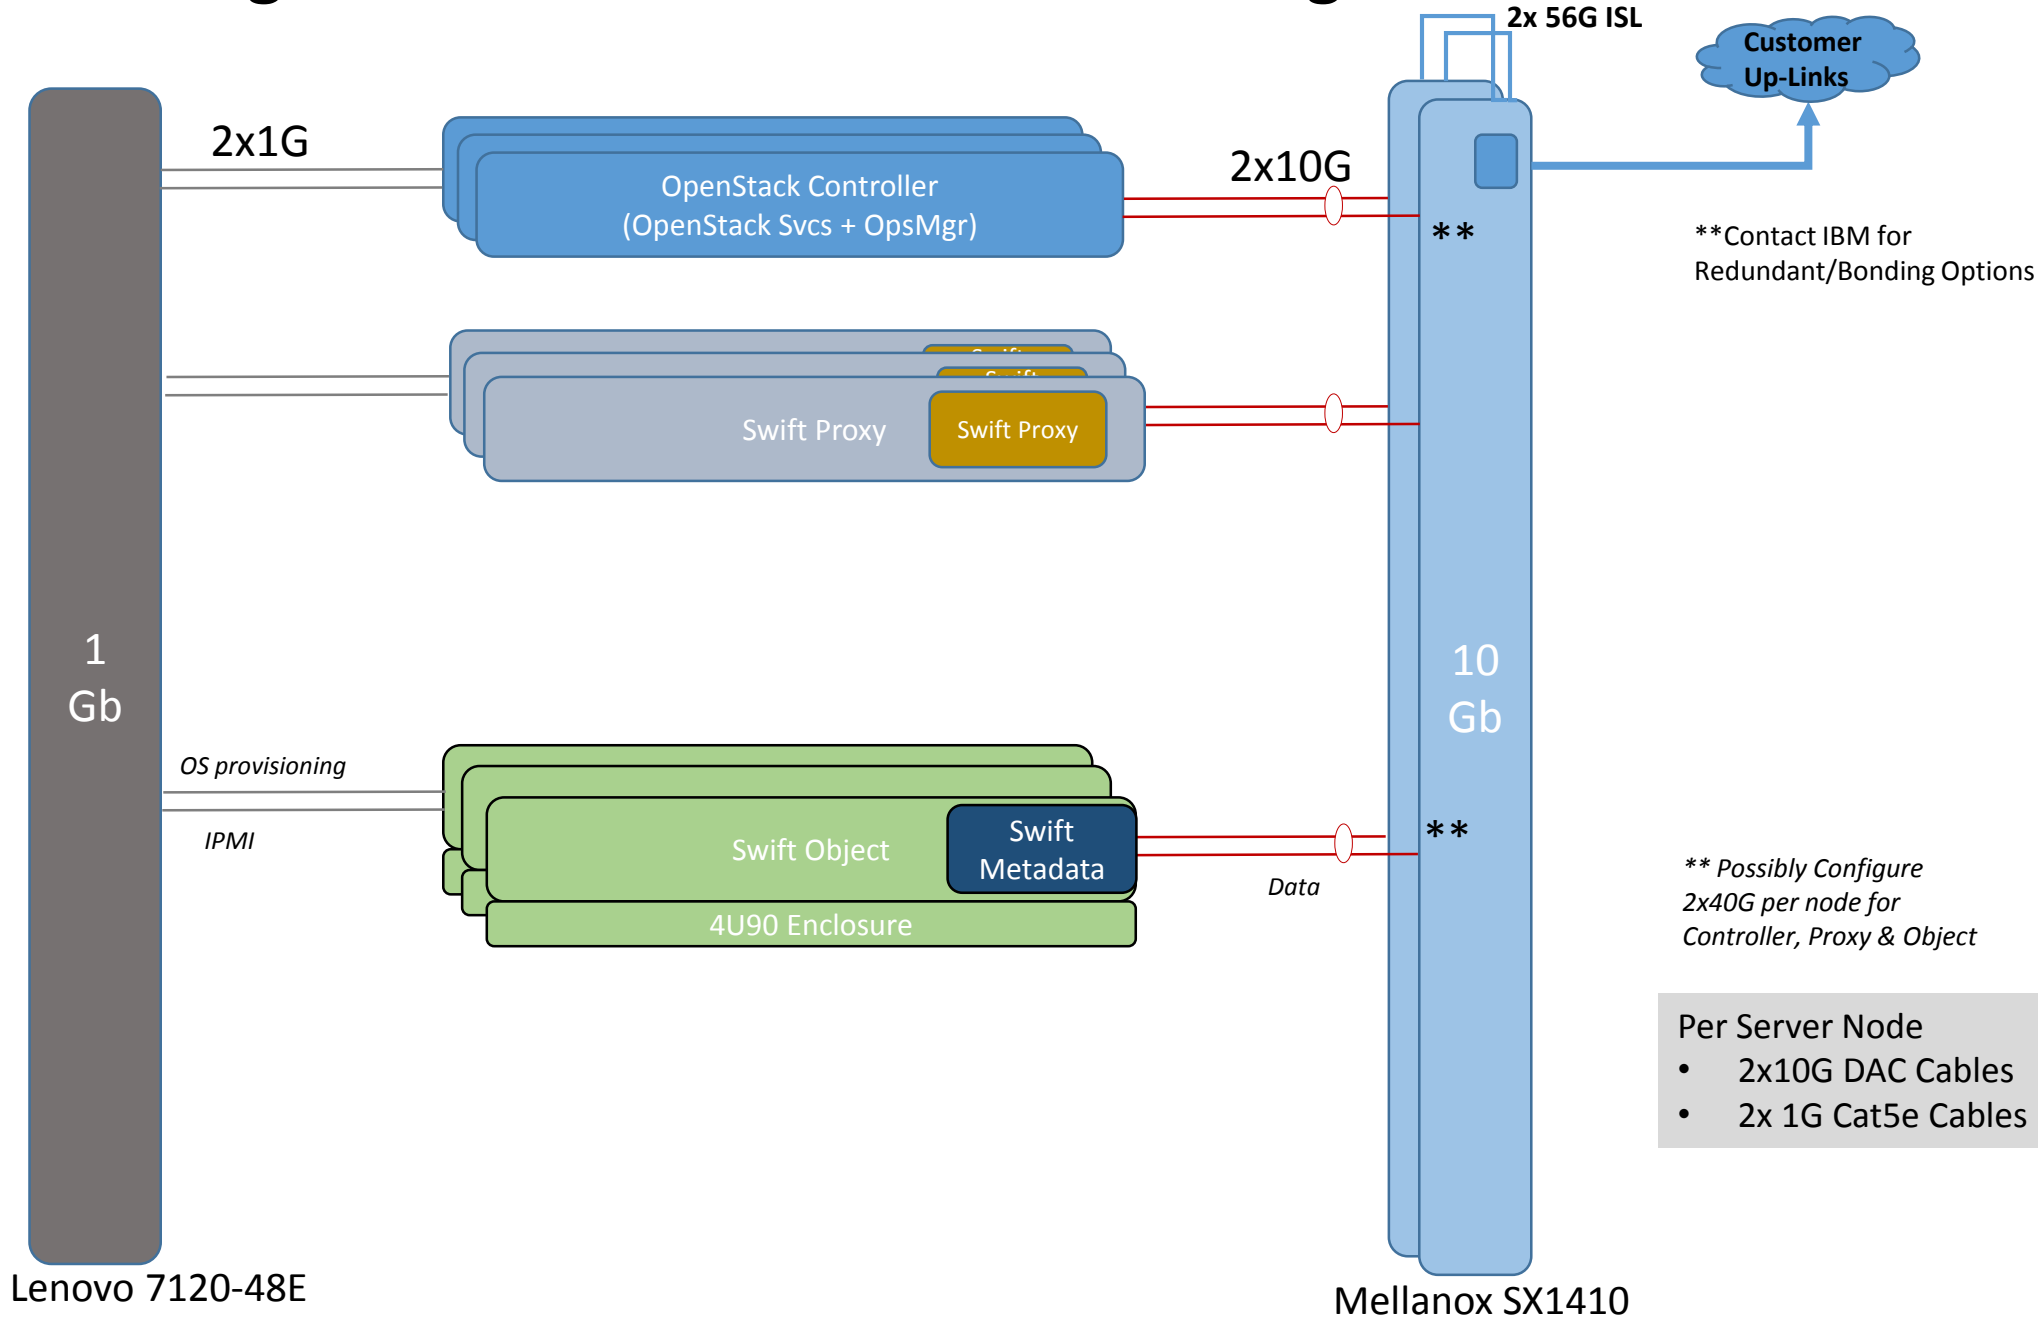 2x 56G ISL
Customer
Up-Links
2x1G
OpenStack Controller
(OpenStack Svcs + OpsMgr)
2x10G
**
**Contact IBM for
Redundant/Bonding Options
Swift Proxy
Swift Proxy
1
Gb
10
Gb
OS provisioning
IPMI
Swift Object
Swift
Metadata
4U90 Enclosure
Data
**
** Possibly Configure
2x40G per node for
Controller, Proxy & Object
Per Server Node
• 2x10G DAC Cables
• 2x 1G Cat5e Cables
Lenovo 7120-48E
Mellanox SX1410